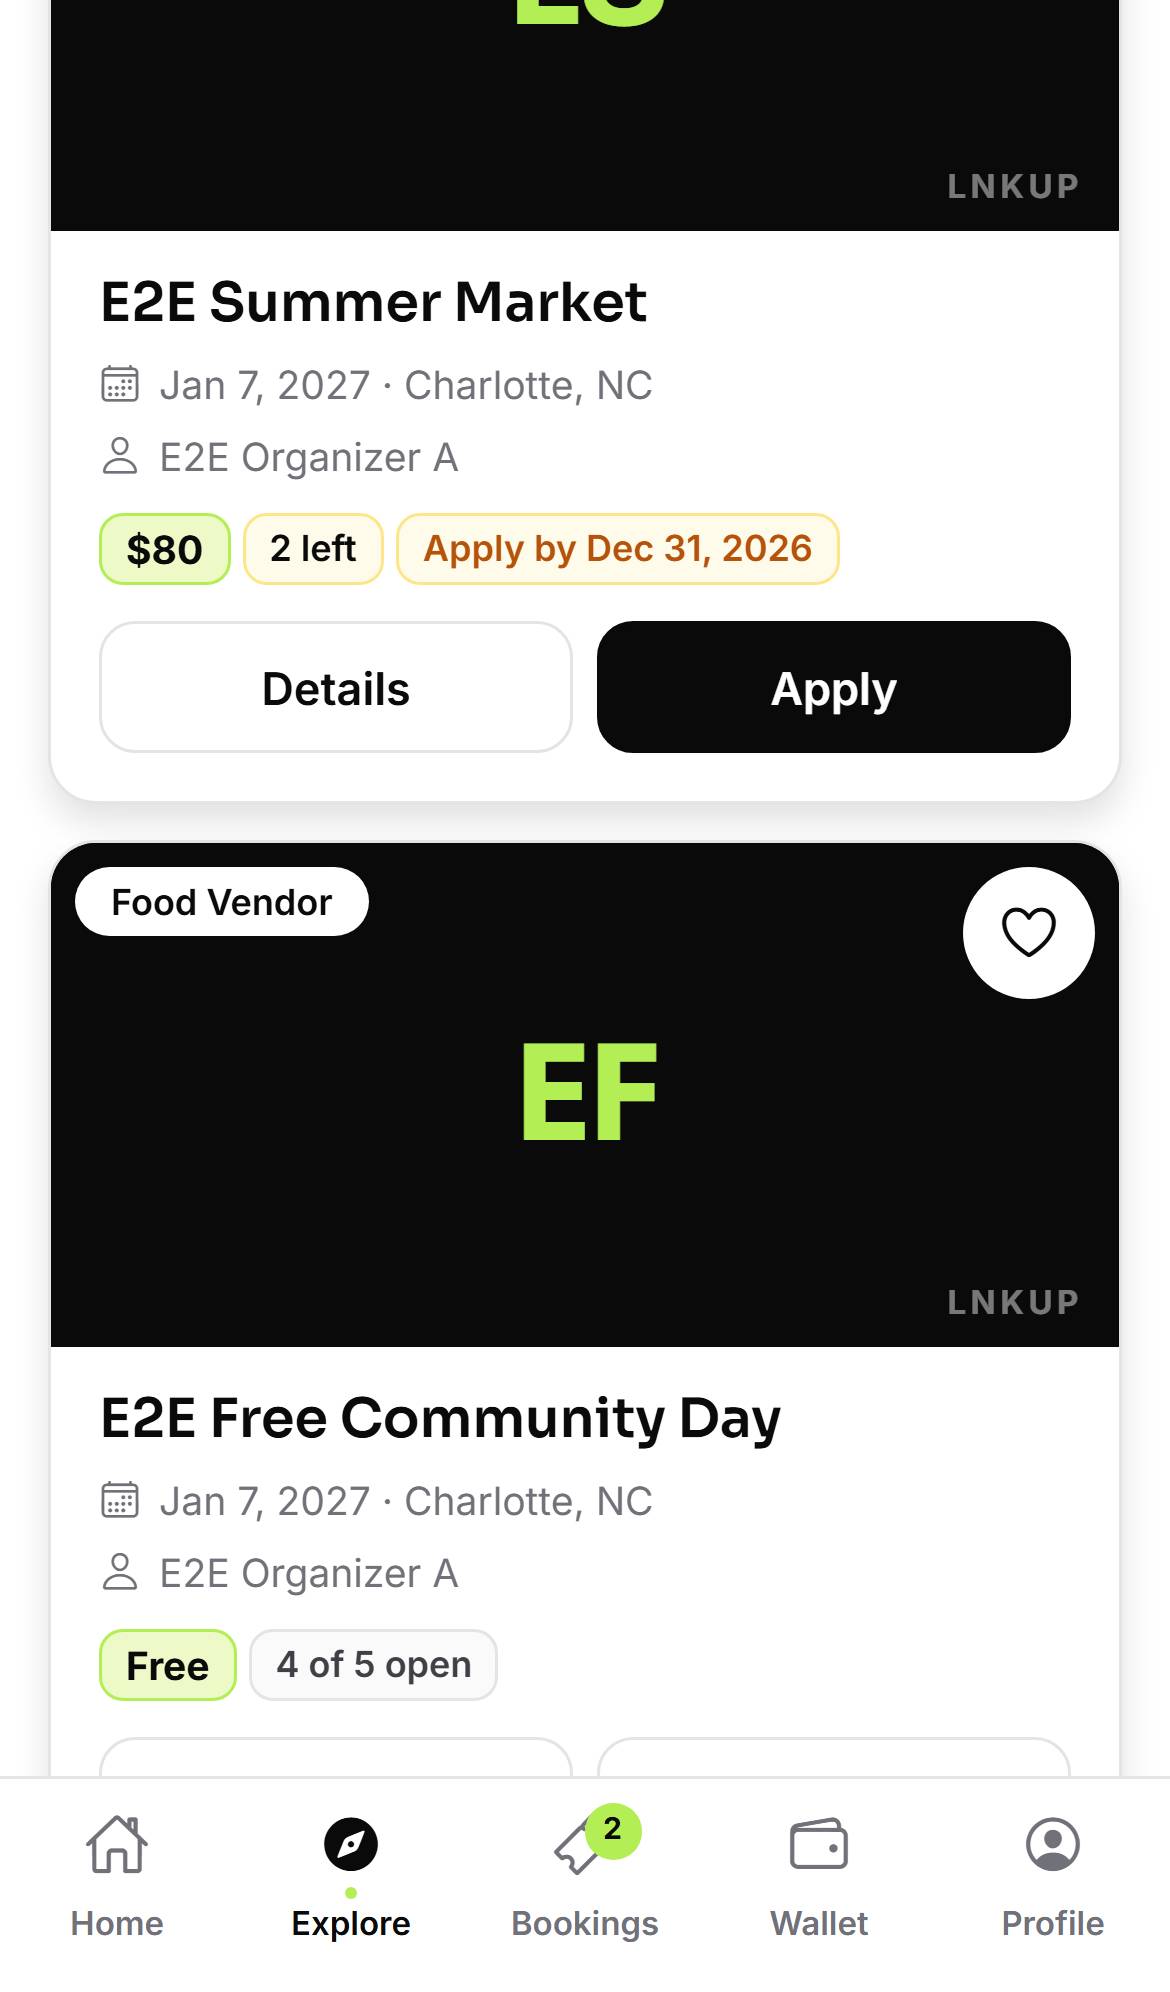 LNKUP
E2E Summer Market
Jan 7, 2027 · Charlotte, NC
E2E Organizer A
$80 2 left Apply by Dec 31, 2026
Details Apply
Food Vendor
EF
LNKUP
E2E Free Community Day
Jan 7, 2027 · Charlotte, NC
E2E Organizer A
Free 4 of 5 open
2
Home Explore Bookings Wallet Profile